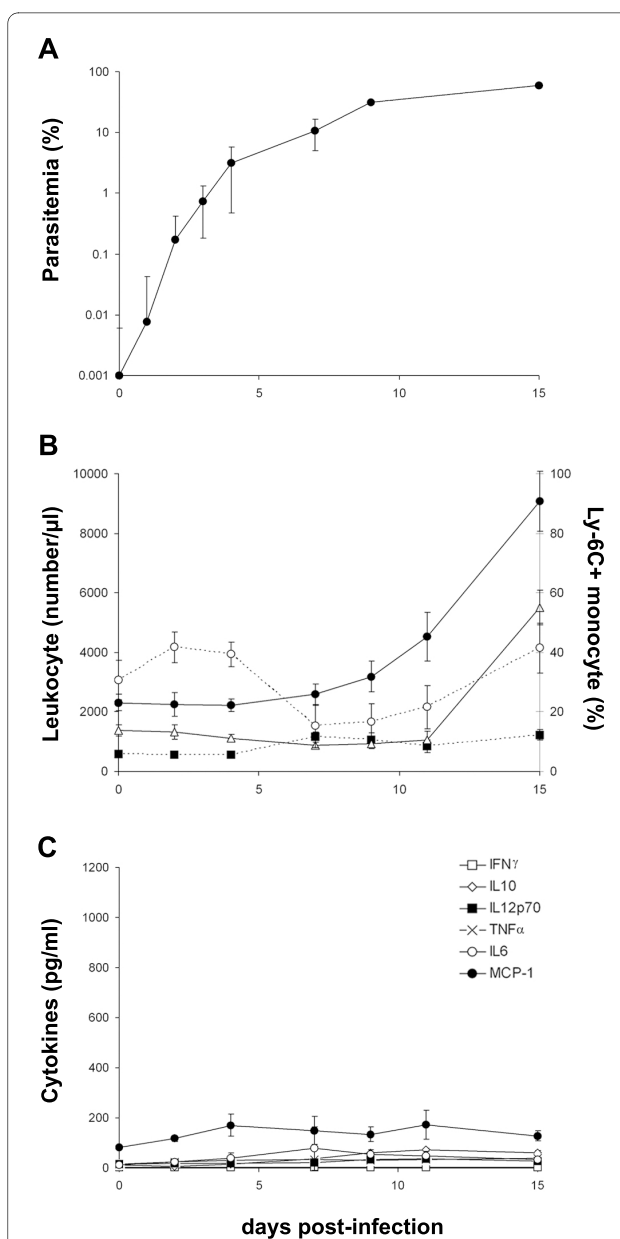 A
Parasitemia (%)
100
10
1
0.1
0.01
0.001
0
5
10
15
B
Leukocyte (number/µl)
10000
8000
6000
4000
2000
0
100
80
60
40
20
0
Ly-6C+ monocyte (%)
0
5
10
15
C
Cytokines (pg/ml)
1200
1000
800
600
400
200
0
IFNγ
IL10
IL12p70
TNFα
IL6
MCP-1
0
5
10
15
days post-infection